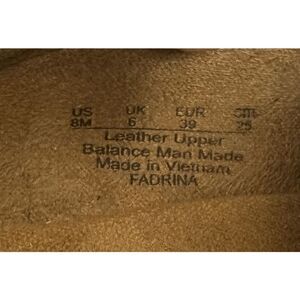 US UK EUR cm
8M 6 39 25
Leather Upper
Balance Man Made
Made in Vietnam
FADRINA